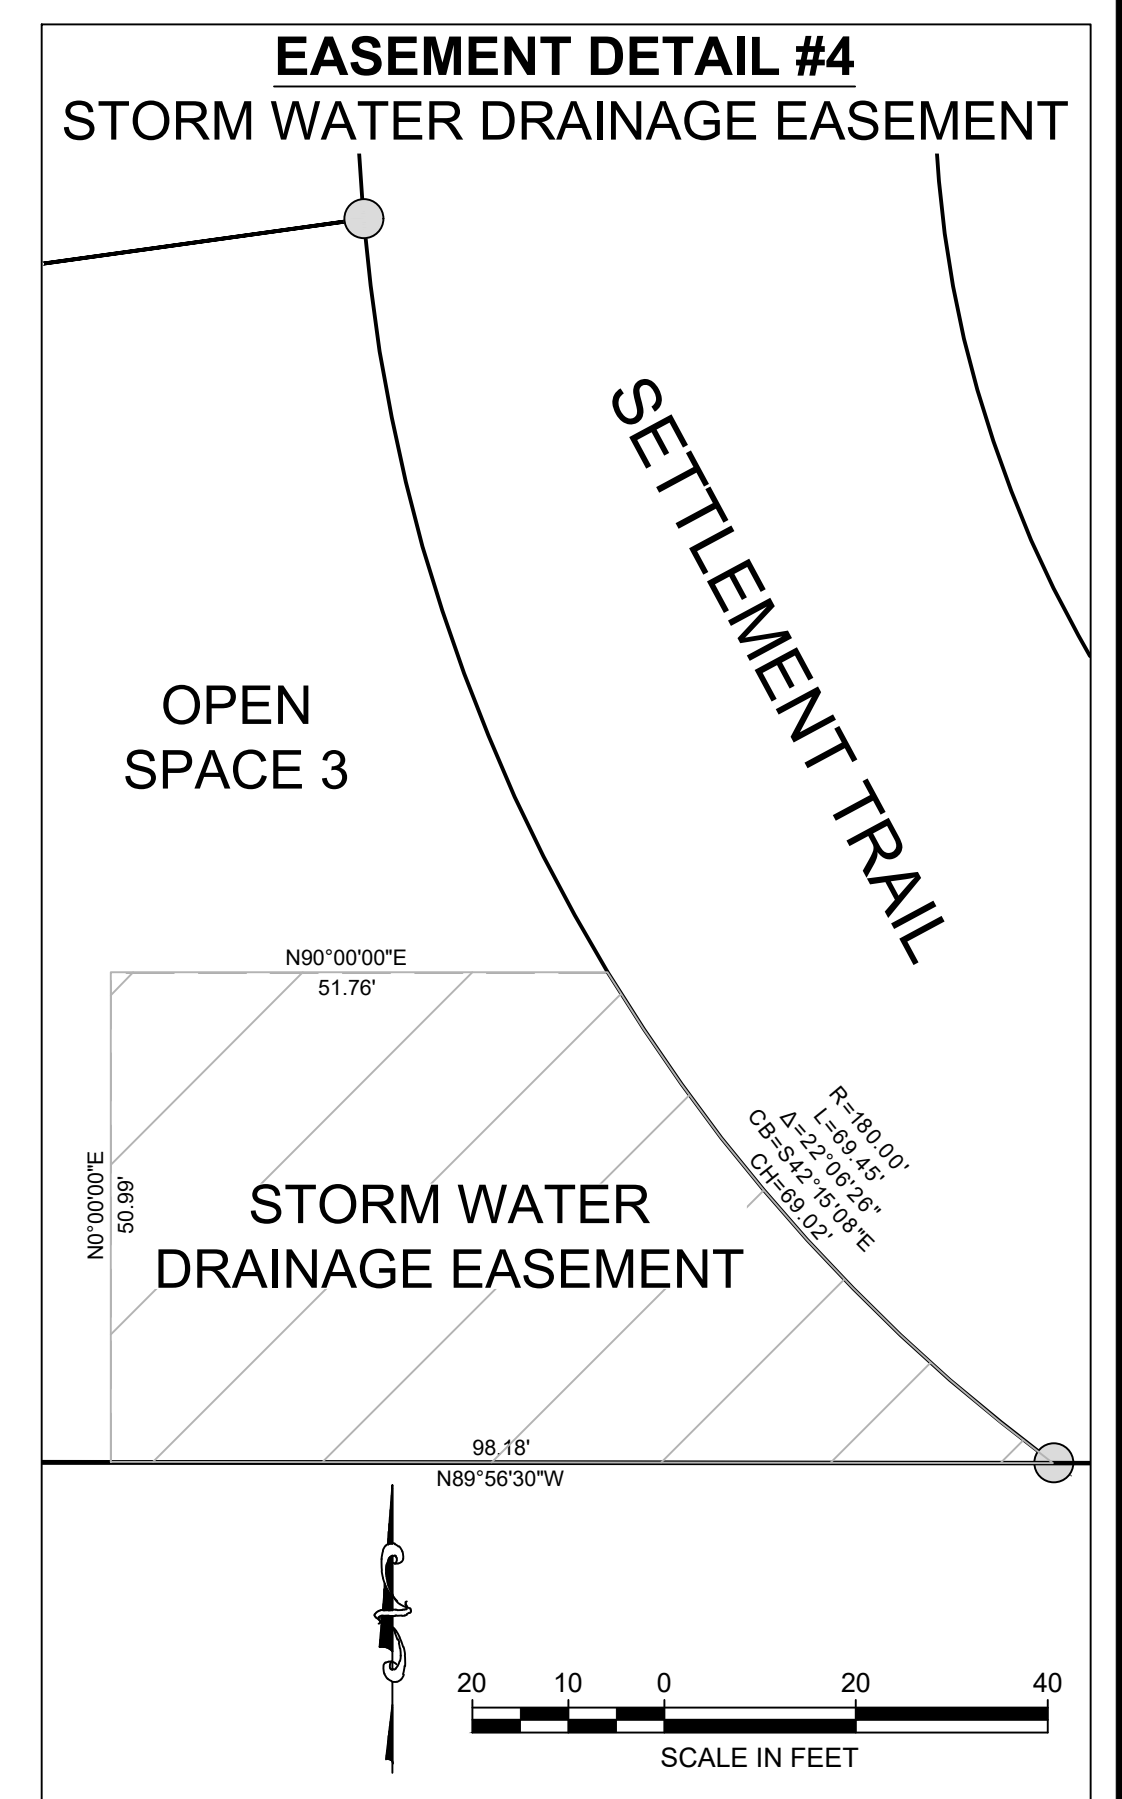 EASEMENT DETAIL #4
STORM WATER DRAINAGE EASEMENT
SETTLEMENT TRAIL
OPEN
SPACE 3
N90°00'00"E
51.76'
N0°00'00"E
50.99'
R=180.00'
L=69.45'
Δ=22°06'26"
CB=S42°15'08"E
CH=69.02'
STORM WATER
DRAINAGE EASEMENT
98.18'
N89°56'30"W
20 10 0 20 40
SCALE IN FEET